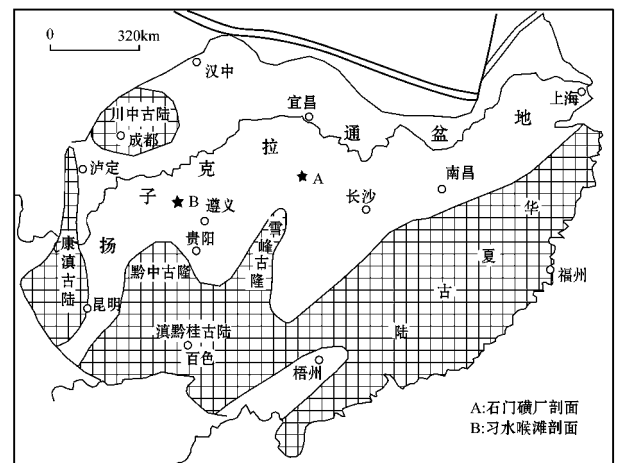 0 320km
汉中
上海
宜昌
川中古陆
成都
扬子克拉通盆地
泸定
A
B
遵义
长沙
南昌
贵阳
雪峰古隆
华夏古陆
康滇古陆
黔中古隆
福州
昆明
滇黔桂古陆
百色
梧州
A:石门磺厂剖面
B:习水喉滩剖面